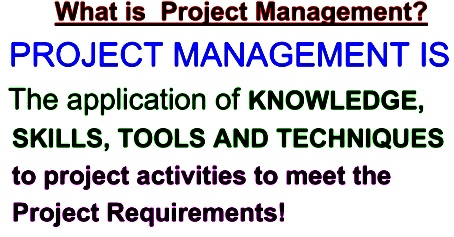 What is Project Management?
PROJECT MANAGEMENT IS
The application of KNOWLEDGE,
SKILLS, TOOLS AND TECHNIQUES
to project activities to meet the
Project Requirements!